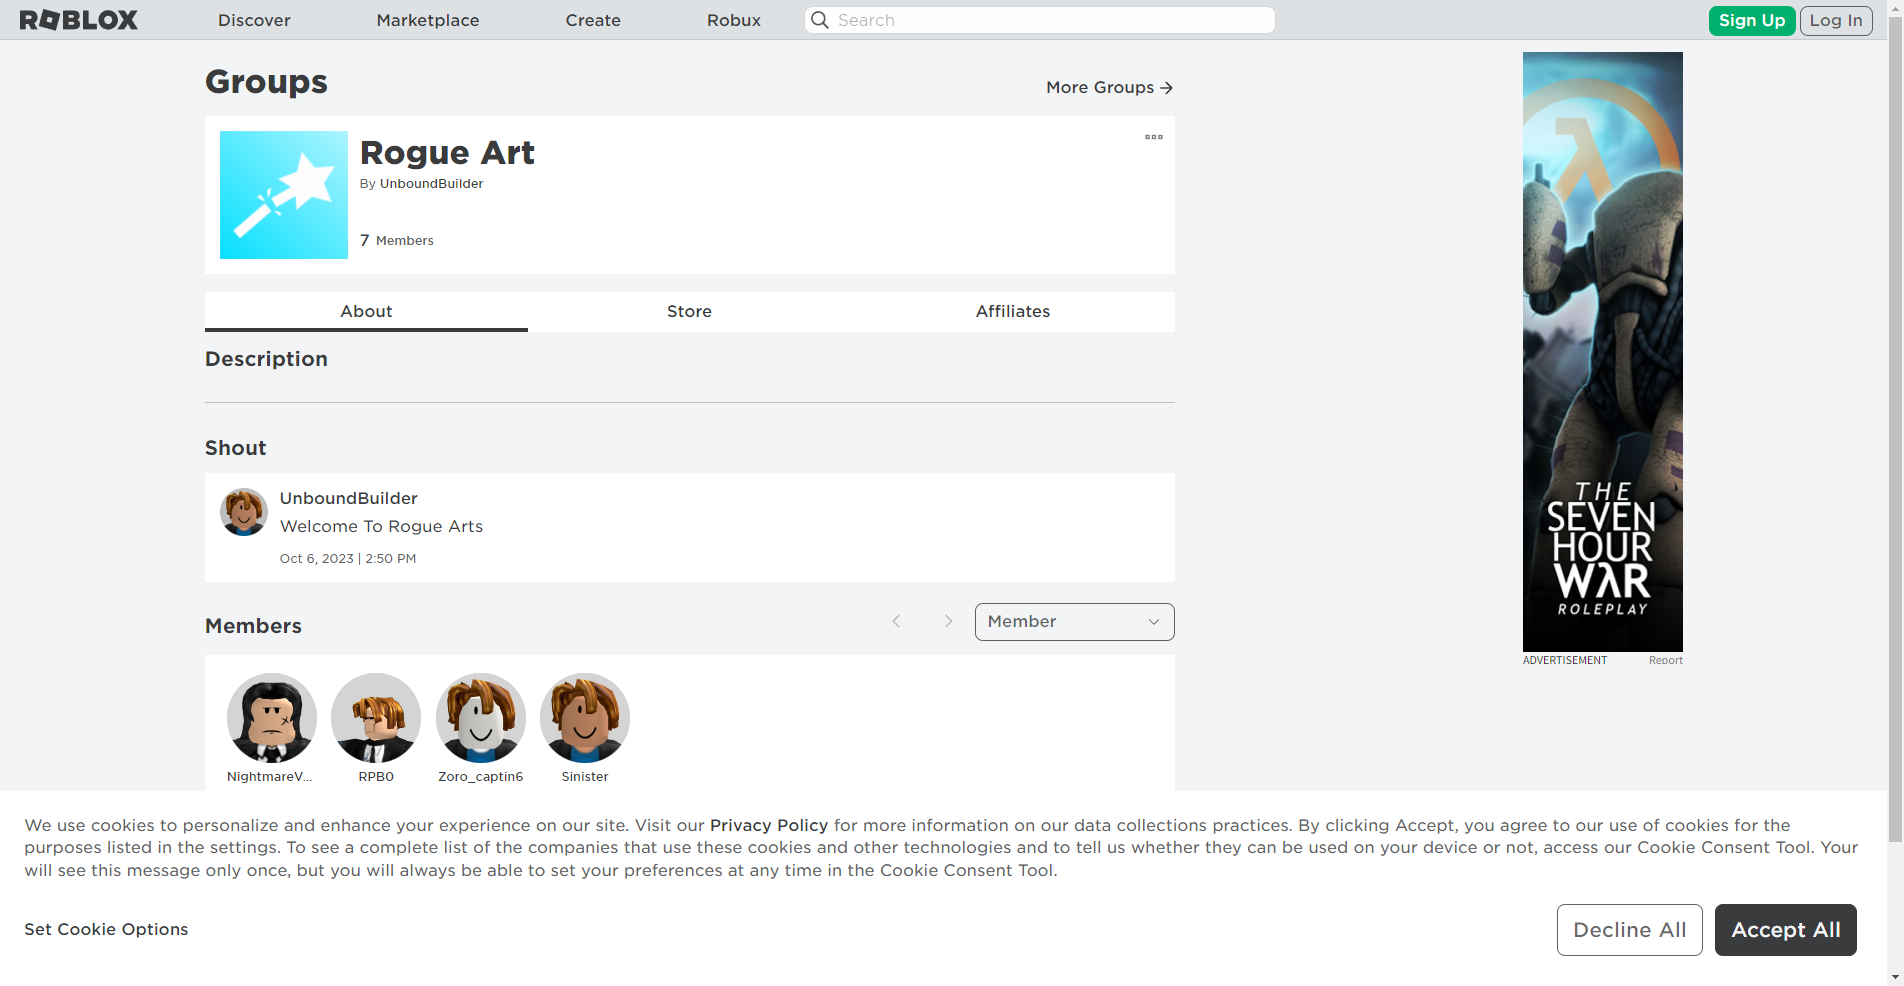 ROBLOX Discover Marketplace Create Robux Search Sign Up Log In
Groups
More Groups
Rogue Art
By UnboundBuilder
7 Members
About Store Affiliates
Description
Shout
UnboundBuilder
Welcome To Rogue Arts
Oct 6, 2023 | 2:50 PM
Members
Member
NightmareV... RPB0 Zoro_captin6 Sinister
THE
SEVEN
HOUR
WAR
ROLEPLAY
ADVERTISEMENT Report
We use cookies to personalize and enhance your experience on our site. Visit our Privacy Policy for more information on our data collections practices. By clicking Accept, you agree to our use of cookies for the
purposes listed in the settings. To see a complete list of the companies that use these cookies and other technologies and to tell us whether they can be used on your device or not, access our Cookie Consent Tool. Your
will see this message only once, but you will always be able to set your preferences at any time in the Cookie Consent Tool.
Set Cookie Options
Decline All
Accept All